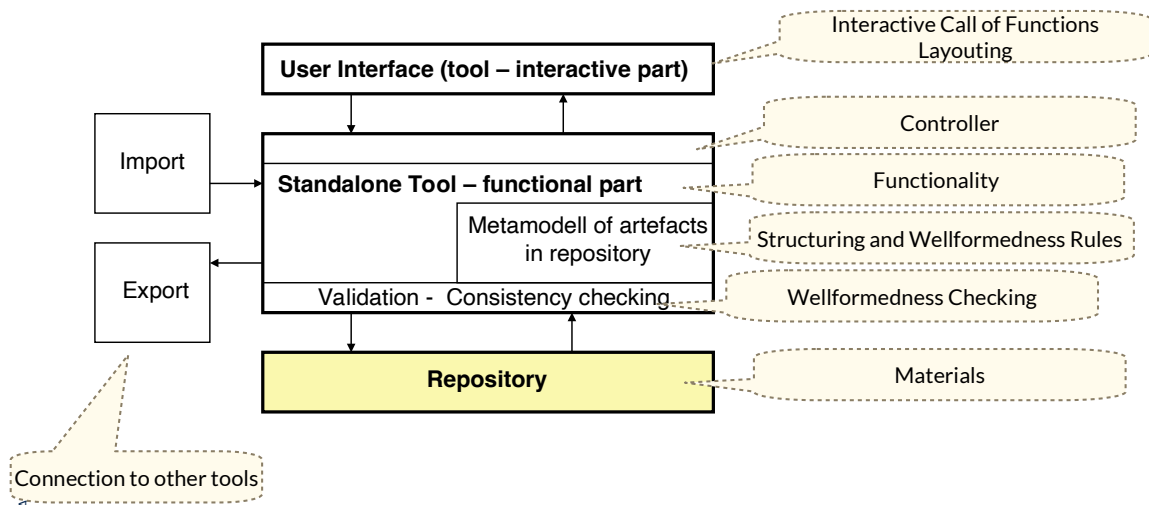 Interactive Call of Functions
Layouting
User Interface (tool – interactive part)
Controller
Import
Standalone Tool – functional part
Functionality
Metamodell of artefacts
in repository
Structuring and Wellformedness Rules
Export
Validation -  Consistency checking
Wellformedness Checking
Repository
Materials
Connection to other tools